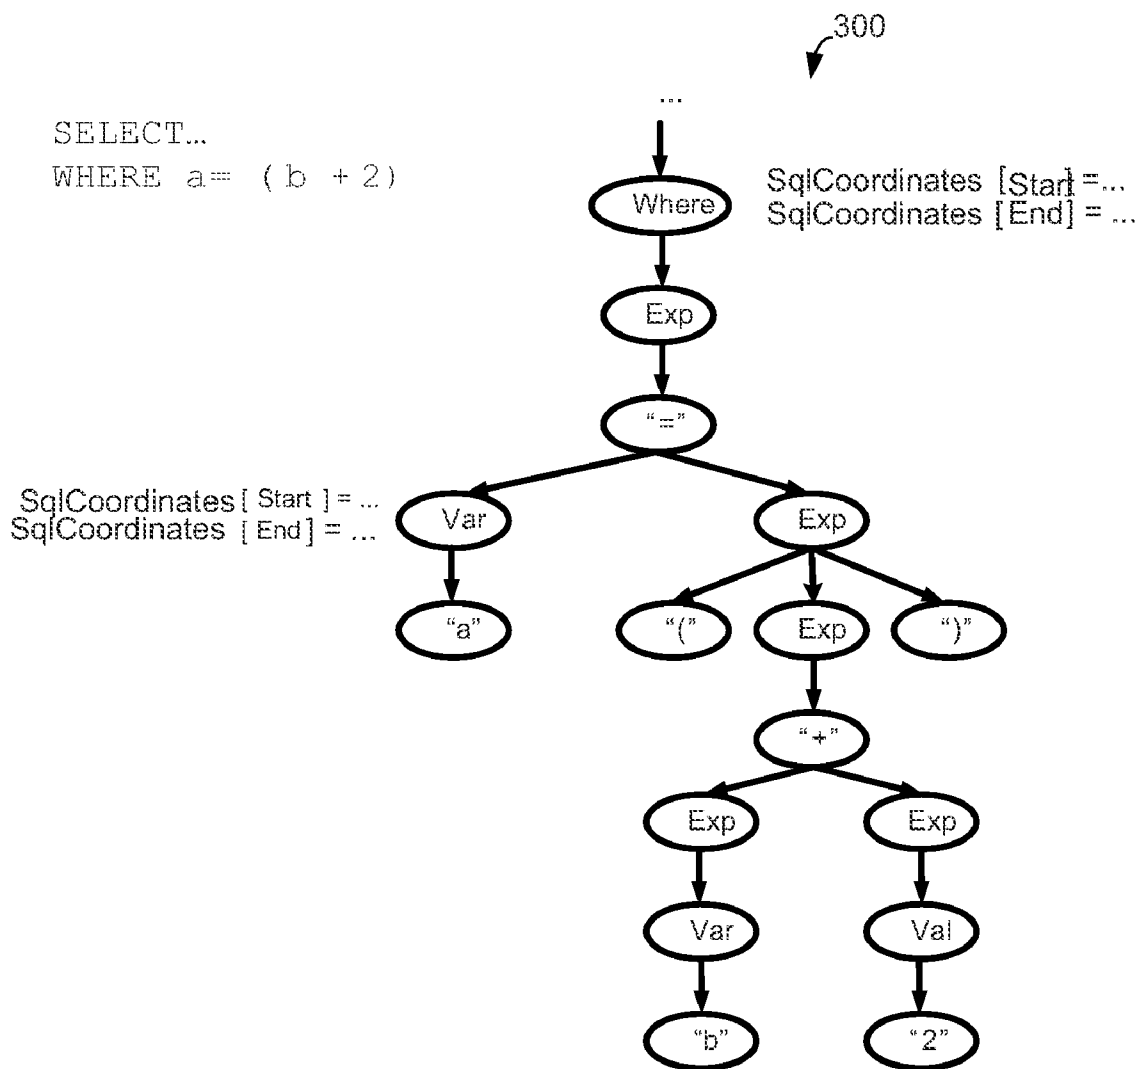 300
...
SELECT...
WHERE a= (b +2)
SqlCoordinates [Start] =...
SqlCoordinates [End] = ...
Where
Exp
“=”
SqlCoordinates [ Start ] = ...
SqlCoordinates [ End ] = ...
Var
Exp
“a”
“(”
Exp
“)”
“+”
Exp
Exp
Var
Val
“b”
“2”